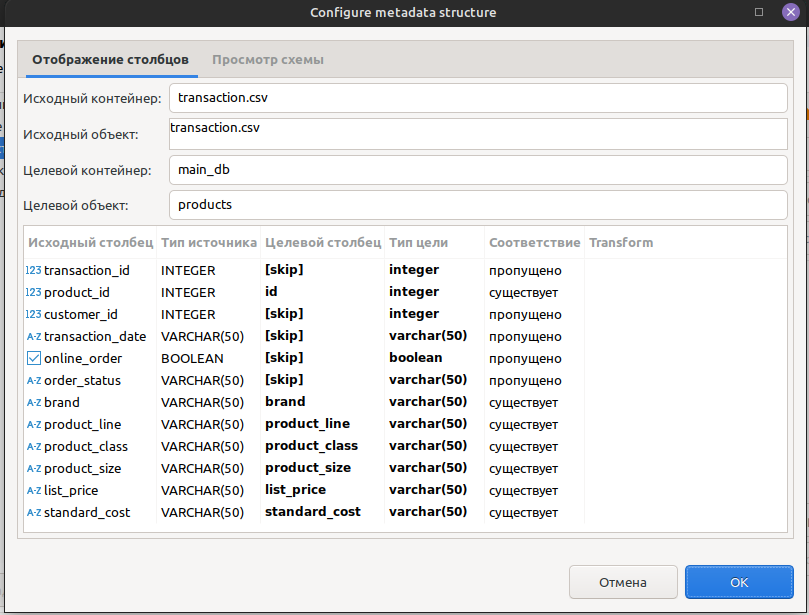 Configure metadata structure
Отображение столбцов Просмотр схемы
Исходный контейнер: transaction.csv
Исходный объект: transaction.csv
Целевой контейнер: main_db
Целевой объект: products
Исходный столбец Тип источника Целевой столбец Тип цели Соответствие Transform
123 transaction_id INTEGER [skip] integer пропущено
123 product_id INTEGER id integer существует
123 customer_id INTEGER [skip] integer пропущено
A-Z transaction_date VARCHAR(50) [skip] varchar(50) пропущено
online_order BOOLEAN [skip] boolean пропущено
A-Z order_status VARCHAR(50) [skip] varchar(50) пропущено
A-Z brand VARCHAR(50) brand varchar(50) существует
A-Z product_line VARCHAR(50) product_line varchar(50) существует
A-Z product_class VARCHAR(50) product_class varchar(50) существует
A-Z product_size VARCHAR(50) product_size varchar(50) существует
A-Z list_price VARCHAR(50) list_price varchar(50) существует
A-Z standard_cost VARCHAR(50) standard_cost varchar(50) существует
Отмена OK